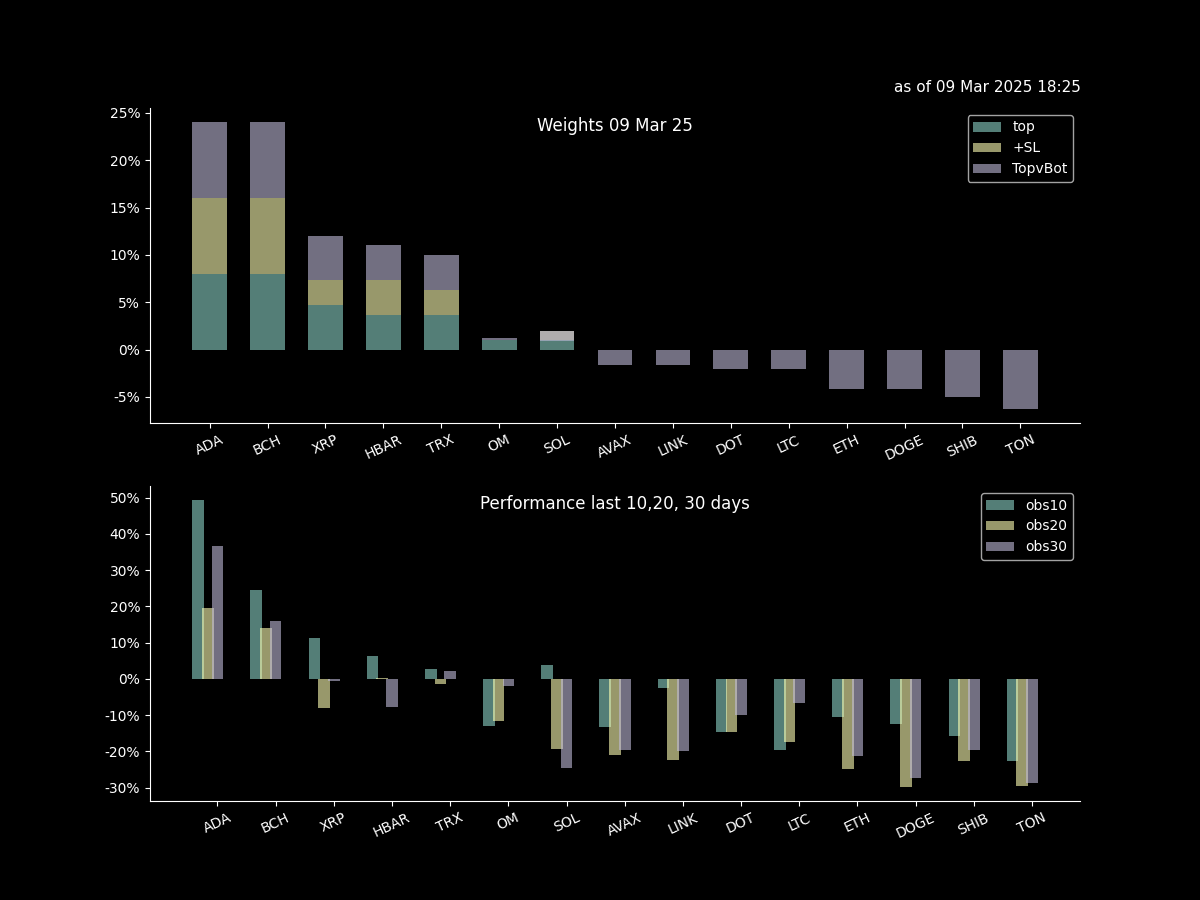 as of 09 Mar 2025 18:25
Weights 09 Mar 25
25%
20%
15%
10%
5%
0%
-5%
top
+SL
TopvBot
ADA BCH XRP HBAR TRX OM SOL AVAX LINK DOT LTC ETH DOGE SHIB TON
Performance last 10,20, 30 days
50%
40%
30%
20%
10%
0%
-10%
-20%
-30%
obs10
obs20
obs30
ADA BCH XRP HBAR TRX OM SOL AVAX LINK DOT LTC ETH DOGE SHIB TON